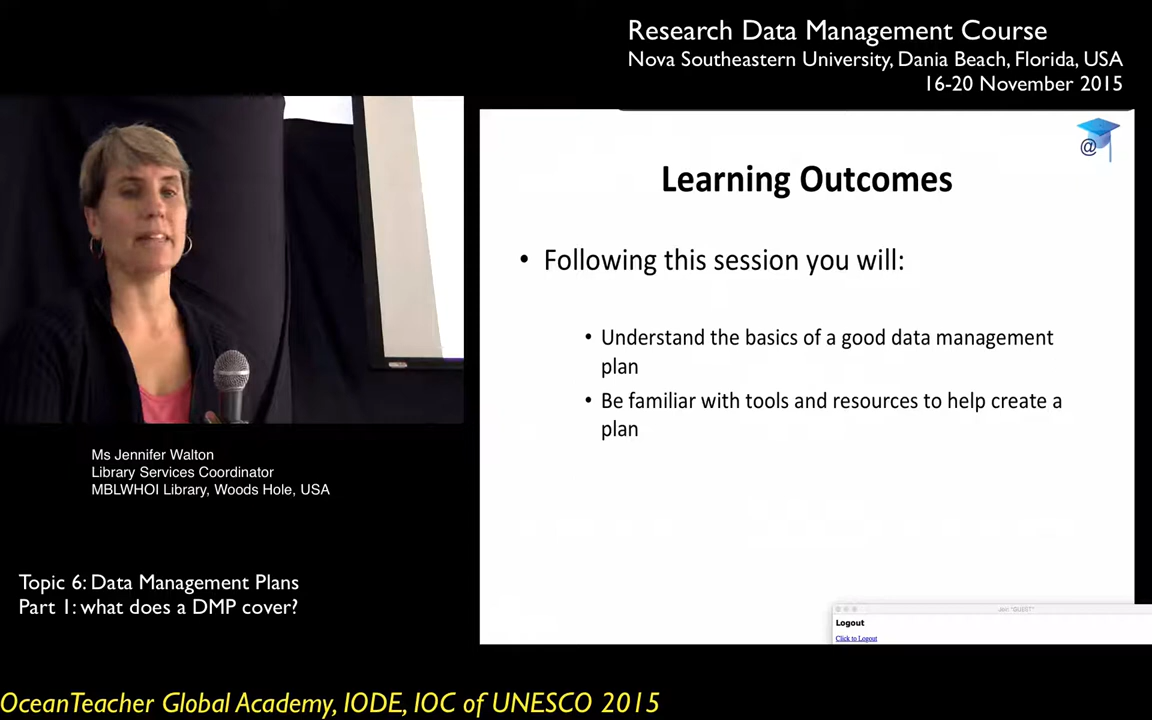 Research Data Management Course
Nova Southeastern University, Dania Beach, Florida, USA
16-20 November 2015
@
Learning Outcomes
• Following this session you will:
• Understand the basics of a good data management
plan
• Be familiar with tools and resources to help create a
plan
Ms Jennifer Walton
Library Services Coordinator
MBLWHOI Library, Woods Hole, USA
Topic 6: Data Management Plans
Part 1: what does a DMP cover?
Join "GUEST"
Logout
Click to Logout
OceanTeacher Global Academy, IODE, IOC of UNESCO 2015